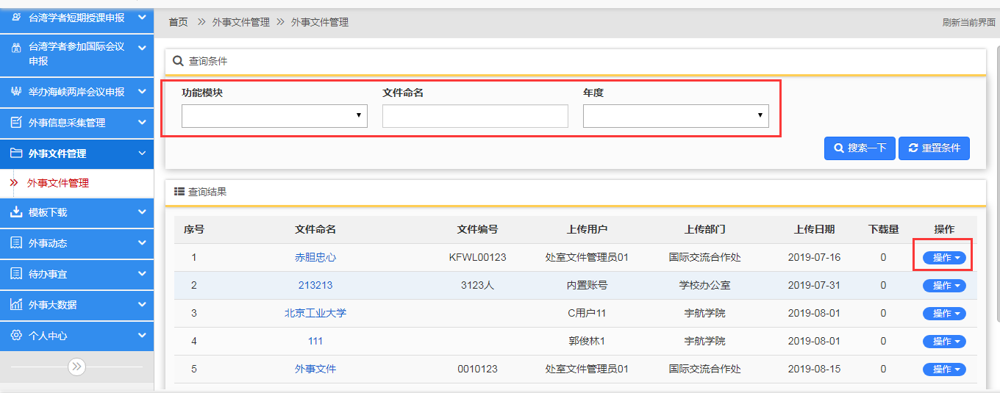 台湾学者短期授课申报
台湾学者参加国际会议
申报
举办海峡两岸会议申报
外事信息采集管理
外事文件管理
外事文件管理
模板下载
外事动态
待办事宜
外事大数据
个人中心
首页 外事文件管理 外事文件管理
刷新当前界面
查询条件
功能模块 文件命名 年度
搜索一下 重置条件
查询结果
序号 文件命名 文件编号 上传用户 上传部门 上传日期 下载量 操作
1 赤胆忠心 KFWL00123 处室文件管理员01 国际交流合作处 2019-07-16 0 操作
2 213213 3123人 内置账号 学校办公室 2019-07-31 0 操作
3 北京工业大学 C用户11 宇航学院 2019-08-01 0 操作
4 111 郭俊林1 宇航学院 2019-08-01 0 操作
5 外事文件 0010123 处室文件管理员01 国际交流合作处 2019-08-15 0 操作